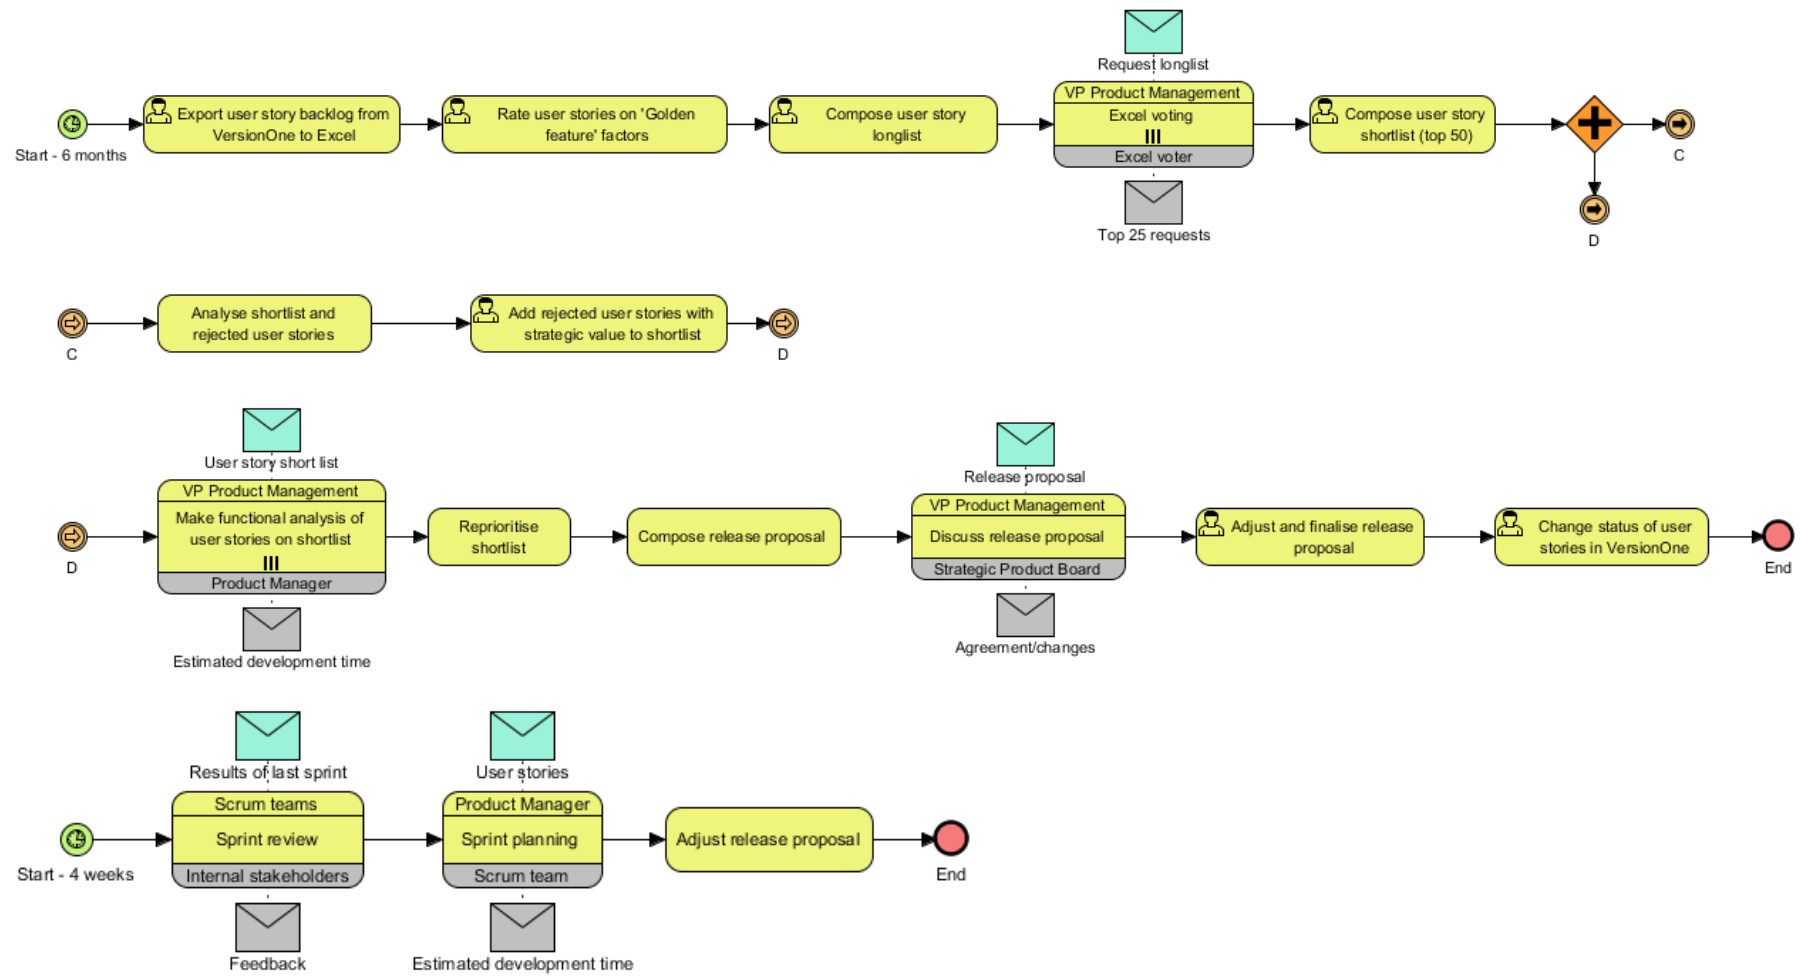 Request longlist
VP Product Management
Export user story backlog from
VersionOne to Excel
Rate user stories on 'Golden
feature' factors
Compose user story
longlist
Excel voting
Excel voter
Compose user story
shortlist (top 50)
Start - 6 months
C
Top 25 requests
D
Analyse shortlist and
rejected user stories
Add rejected user stories with
strategic value to shortlist
C
D
User story short list
VP Product Management
Make functional analysis of
user stories on shortlist
Product Manager
Estimated development time
D
Reprioritise
shortlist
Compose release proposal
Release proposal
VP Product Management
Discuss release proposal
Strategic Product Board
Agreement/changes
Adjust and finalise release
proposal
Change status of user
stories in VersionOne
End
Results of last sprint
Scrum teams
Sprint review
Internal stakeholders
Feedback
Start - 4 weeks
User stories
Product Manager
Sprint planning
Scrum team
Estimated development time
Adjust release proposal
End